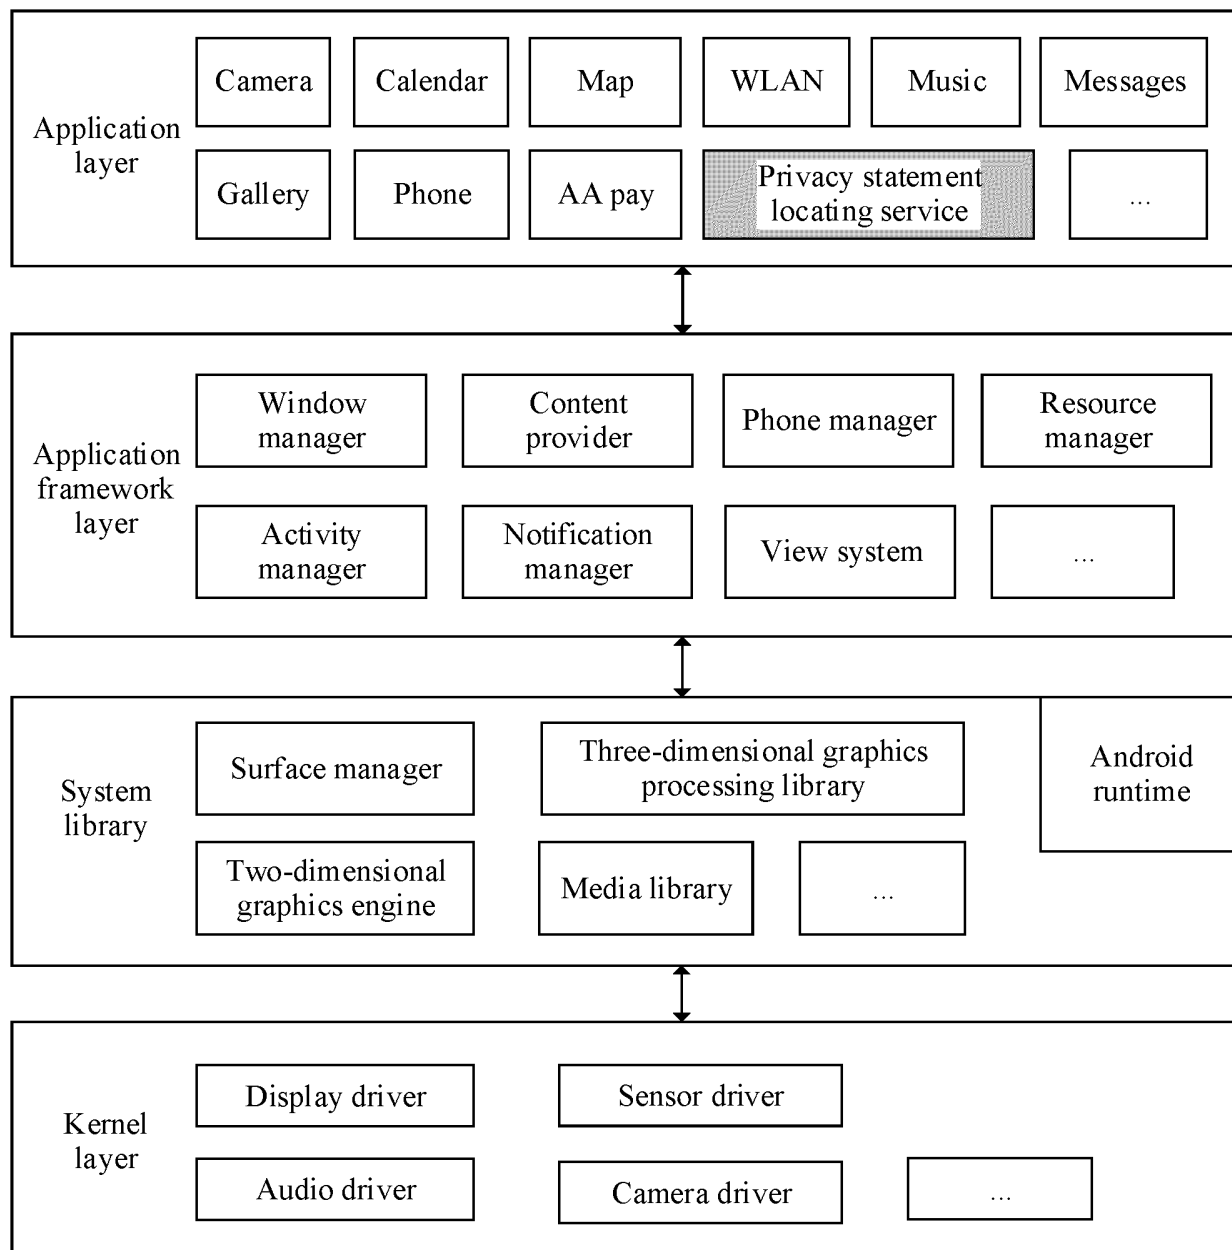 Application
layer
Camera
Calendar
Map
WLAN
Music
Messages
Gallery
Phone
AA pay
Privacy statement
locating service
...
Application
framework
layer
Window
manager
Content
provider
Phone manager
Resource
manager
Activity
manager
Notification
manager
View system
...
System
library
Surface manager
Three-dimensional graphics
processing library
Android
runtime
Two-dimensional
graphics engine
Media library
...
Kernel
layer
Display driver
Sensor driver
Audio driver
Camera driver
...